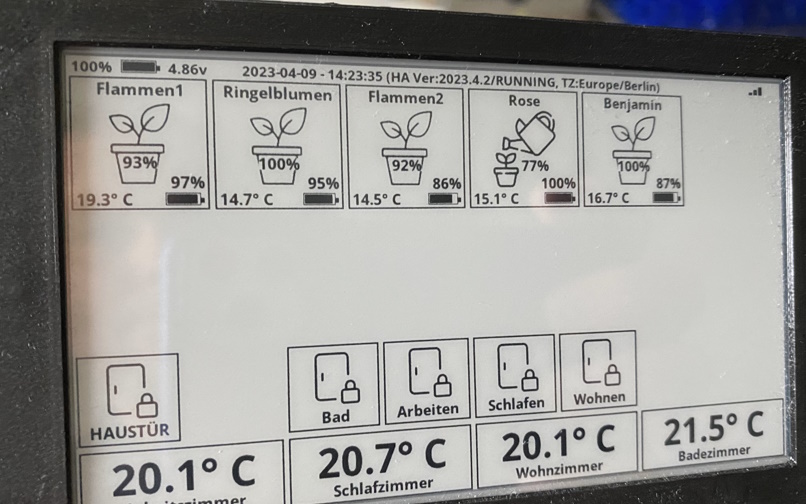 100% 4.86v 2023-04-09 - 14:23:35 (HA Ver:2023.4.2/RUNNING, TZ:Europe/Berlin)
Flammen1 Ringelblumen Flammen2 Rose Benjamin
93% 100% 92% 77% 100%
97% 95% 86% 100% 87%
19.3° C 14.7° C 14.5° C 15.1° C 16.7° C
HAUSTÜR Bad Arbeiten Schlafen Wohnen
20.1° C 20.7° C 20.1° C 21.5° C
Schlafzimmer Wohnzimmer Badezimmer